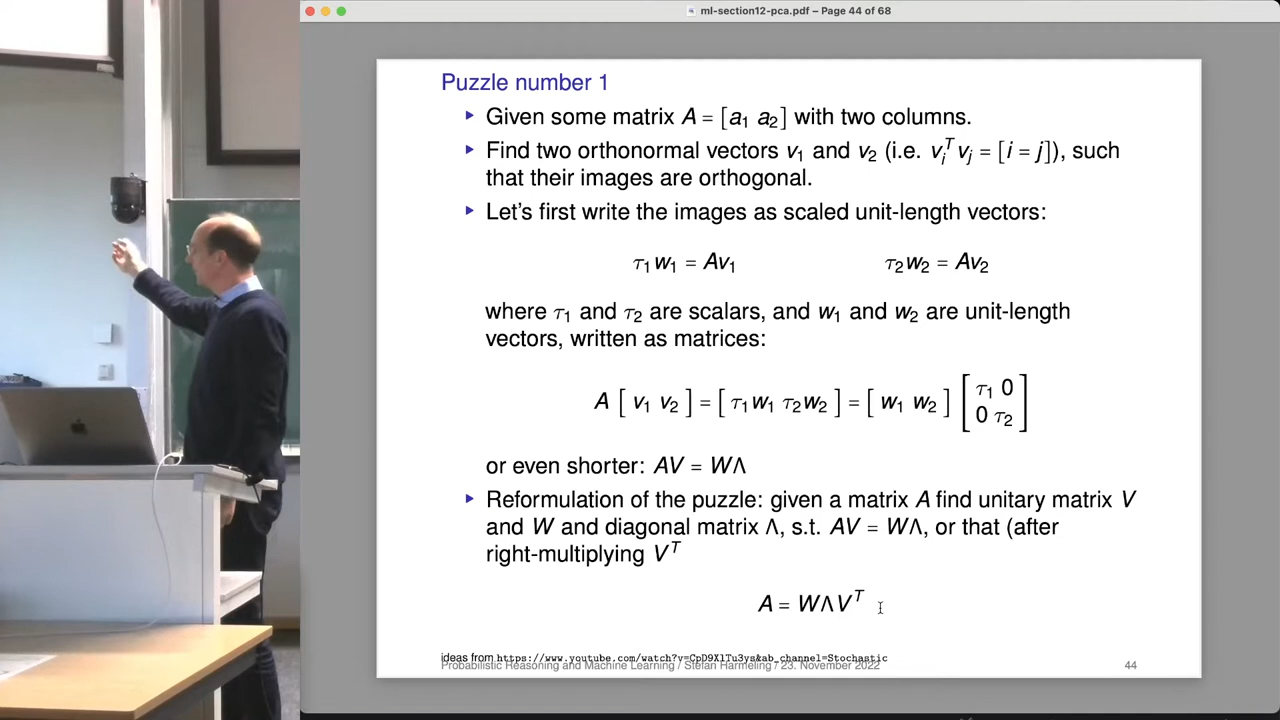 ml-section12-pca.pdf – Page 44 of 68
Puzzle number 1
▶ Given some matrix A = [a₁ a₂] with two columns.
▶ Find two orthonormal vectors v₁ and v₂ (i.e. vᵢᵀvⱼ = [i = j]), such
that their images are orthogonal.
▶ Let's first write the images as scaled unit-length vectors:
τ₁w₁ = Av₁ τ₂w₂ = Av₂
where τ₁ and τ₂ are scalars, and w₁ and w₂ are unit-length
vectors, written as matrices:
A [ v₁ v₂ ] = [ τ₁w₁ τ₂w₂ ] = [ w₁ w₂ ] [ τ₁ 0
0 τ₂ ]
or even shorter: AV = WΛ
▶ Reformulation of the puzzle: given a matrix A find unitary matrix V
and W and diagonal matrix Λ, s.t. AV = WΛ, or that (after
right-multiplying Vᵀ
A = WΛVᵀ
ideas from https://www.youtube.com/watch?v=CpD9XlTu3ys&ab_channel=Stochastic
Probabilistic Reasoning and Machine Learning / Stefan Harmeling / 23. November 2022 44